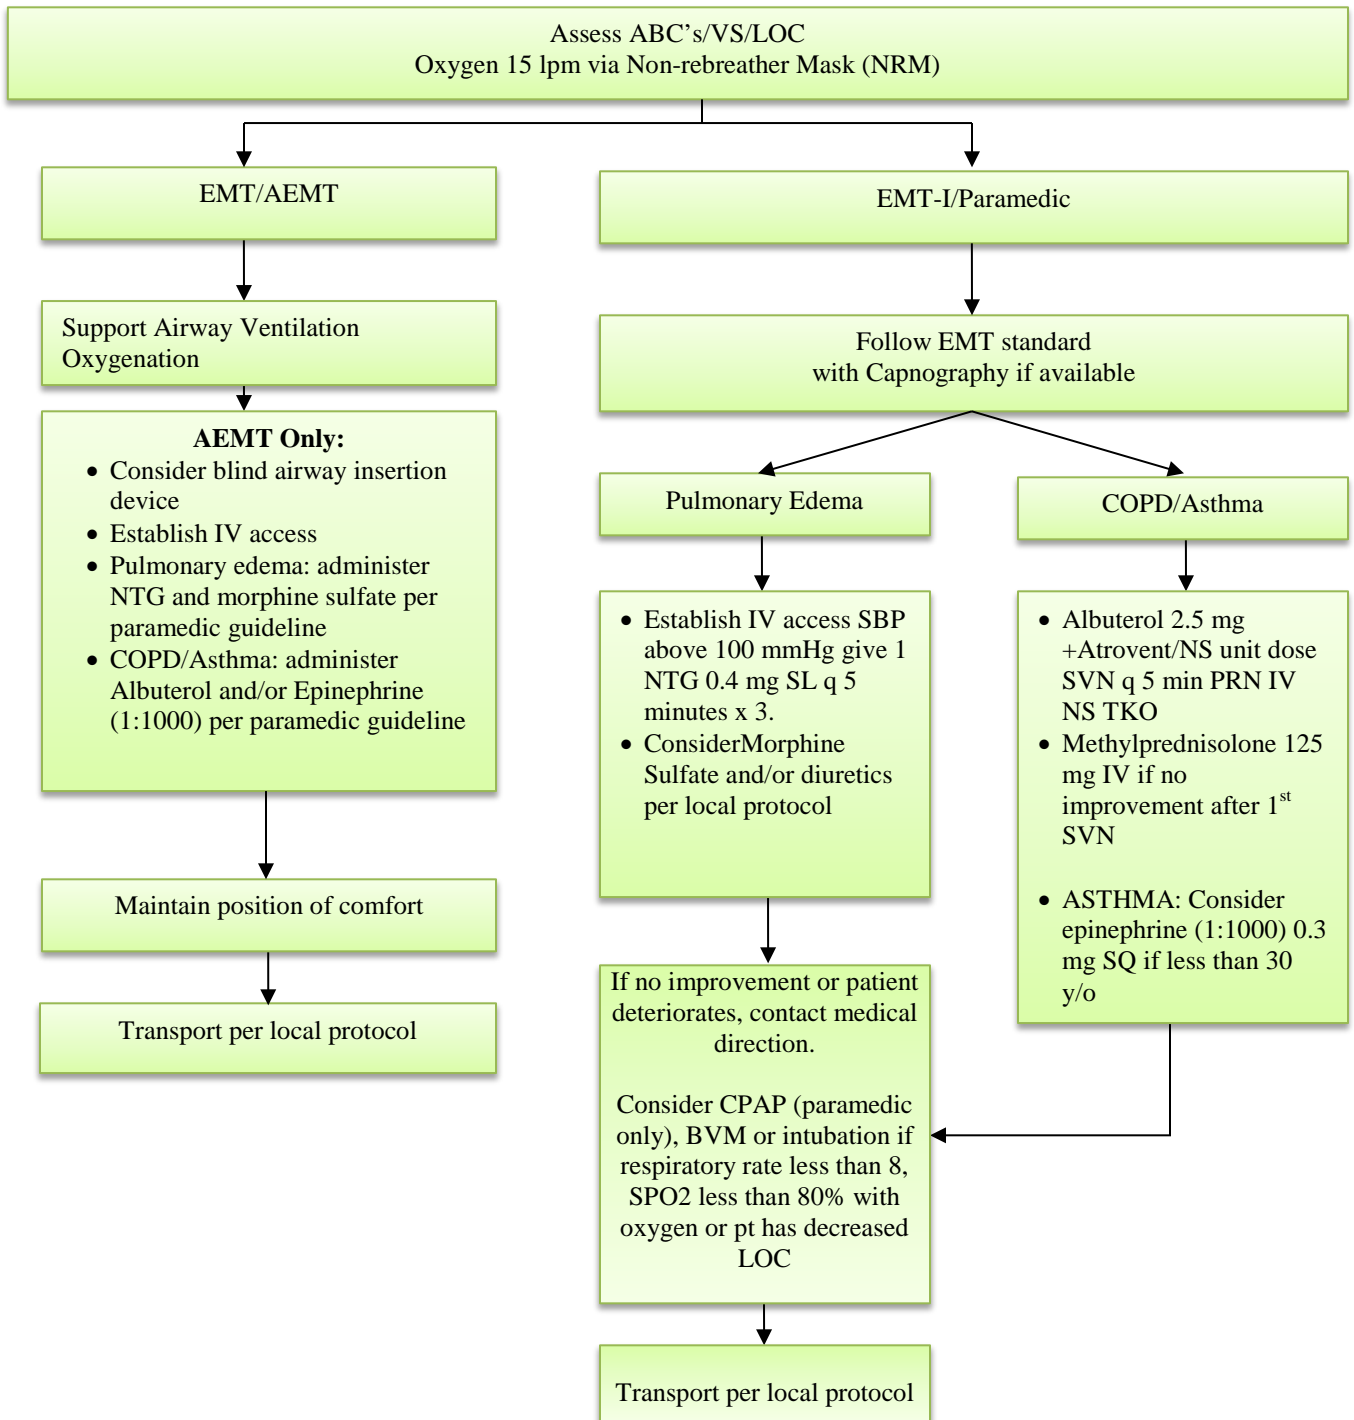 Assess ABC’s/VS/LOC
Oxygen 15 lpm via Non-rebreather Mask (NRM)
EMT/AEMT
Support Airway Ventilation
Oxygenation
AEMT Only:
• Consider blind airway insertion
device
• Establish IV access
• Pulmonary edema: administer
NTG and morphine sulfate per
paramedic guideline
• COPD/Asthma: administer
Albuterol and/or Epinephrine
(1:1000) per paramedic guideline
Maintain position of comfort
Transport per local protocol
EMT-I/Paramedic
Follow EMT standard
with Capnography if available
Pulmonary Edema
• Establish IV access SBP
above 100 mmHg give 1
NTG 0.4 mg SL q 5
minutes x 3.
• ConsiderMorphine
Sulfate and/or diuretics
per local protocol
COPD/Asthma
• Albuterol 2.5 mg
+Atrovent/NS unit dose
SVN q 5 min PRN IV
NS TKO
• Methylprednisolone 125
mg IV if no
improvement after 1st
SVN
• ASTHMA: Consider
epinephrine (1:1000) 0.3
mg SQ if less than 30
y/o
If no improvement or patient
deteriorates, contact medical
direction.
Consider CPAP (paramedic
only), BVM or intubation if
respiratory rate less than 8,
SPO2 less than 80% with
oxygen or pt has decreased
LOC
Transport per local protocol